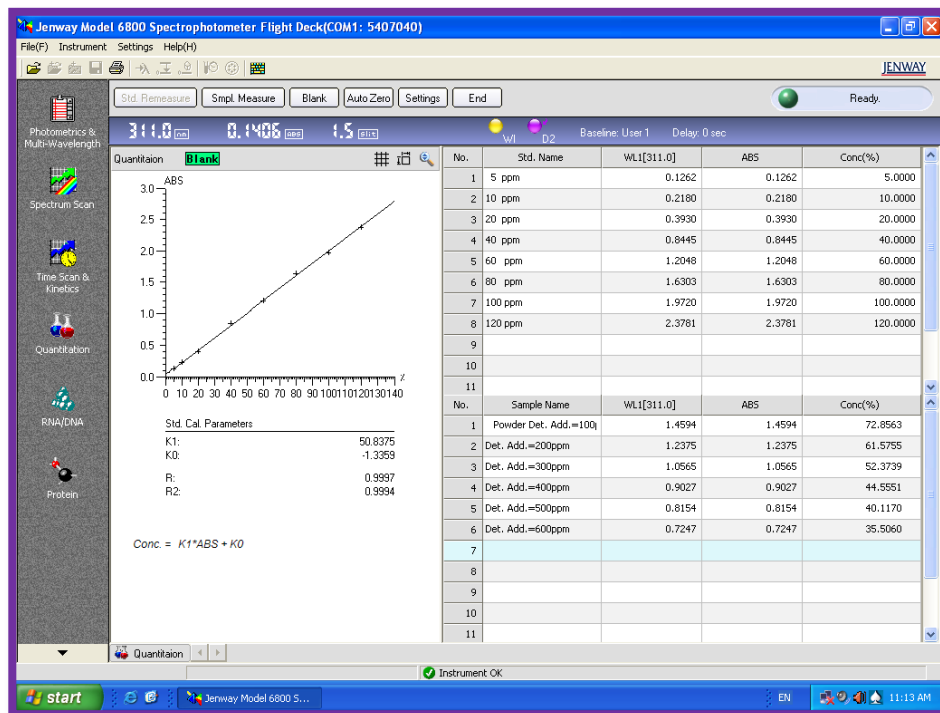 Jenway Model 6800 Spectrophotometer Flight Deck(COM1: 5407040)
File(F) Instrument Settings Help(H)
JENWAY
Std. Remeasure Smpl. Measure Blank Auto Zero Settings End Ready.
Photometrics & Multi-Wavelength
Spectrum Scan
Time Scan & Kinetics
Quantitation
RNA/DNA
Protein
311.0 nm 0.1406 abs 1.5 slit WI D2 Baseline: User 1 Delay: 0 sec
Quantitaion Blank
ABS
3.0
2.5
2.0
1.5
1.0
0.5
0.0
0 10 20 30 40 50 60 70 80 90 100110120130140 %
Std. Cal. Parameters
K1: 50.8375
K0: -1.3359
R: 0.9997
R2: 0.9994
Conc. = K1*ABS + K0
No. Std. Name WL1[311.0] ABS Conc(%)
1 5 ppm 0.1262 0.1262 5.0000
2 10 ppm 0.2180 0.2180 10.0000
3 20 ppm 0.3930 0.3930 20.0000
4 40 ppm 0.8445 0.8445 40.0000
5 60 ppm 1.2048 1.2048 60.0000
6 80 ppm 1.6303 1.6303 80.0000
7 100 ppm 1.9720 1.9720 100.0000
8 120 ppm 2.3781 2.3781 120.0000
9
10
11
No. Sample Name WL1[311.0] ABS Conc(%)
1 Powder Det. Add.=100 1.4594 1.4594 72.8563
2 Det. Add.=200ppm 1.2375 1.2375 61.5755
3 Det. Add.=300ppm 1.0565 1.0565 52.3739
4 Det. Add.=400ppm 0.9027 0.9027 44.5551
5 Det. Add.=500ppm 0.8154 0.8154 40.1170
6 Det. Add.=600ppm 0.7247 0.7247 35.5060
7
8
9
10
11
Quantitaion
Instrument OK
start Jenway Model 6800 S... EN 11:13 AM